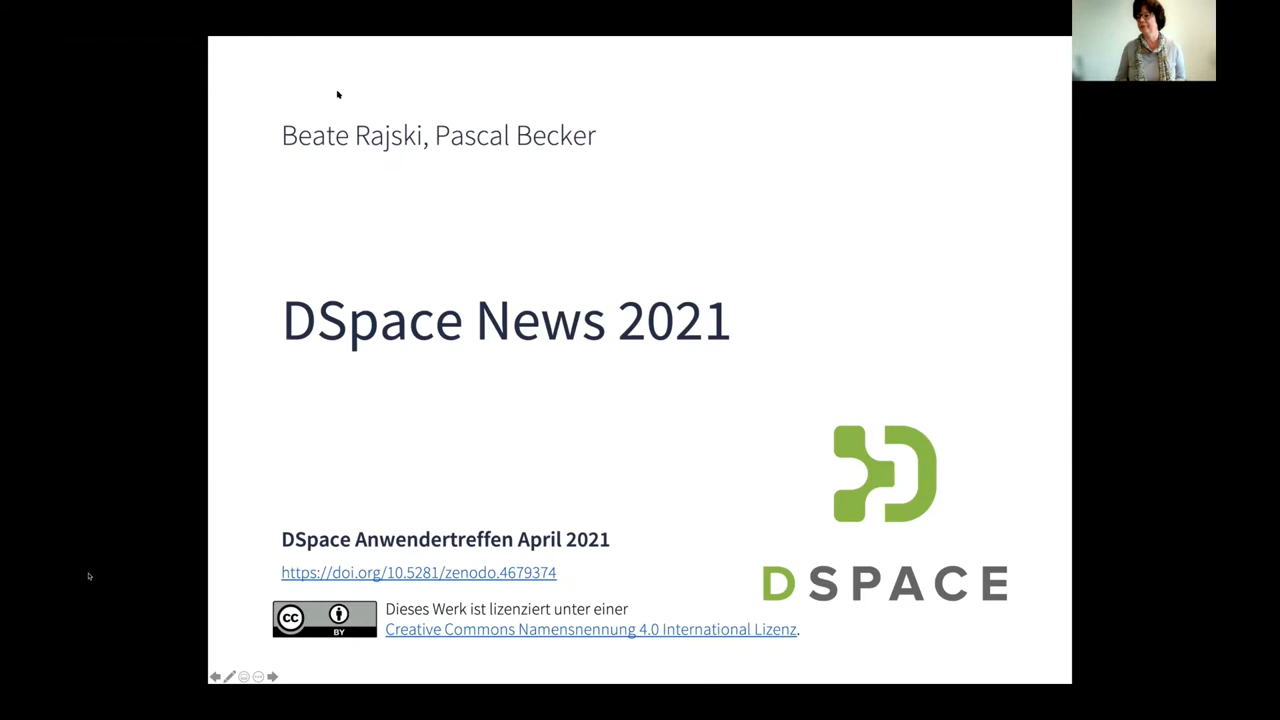 Beate Rajski, Pascal Becker
DSpace News 2021
DSpace Anwendertreffen April 2021
https://doi.org/10.5281/zenodo.4679374
DSPACE
CC BY
Dieses Werk ist lizenziert unter einer
Creative Commons Namensnennung 4.0 International Lizenz.